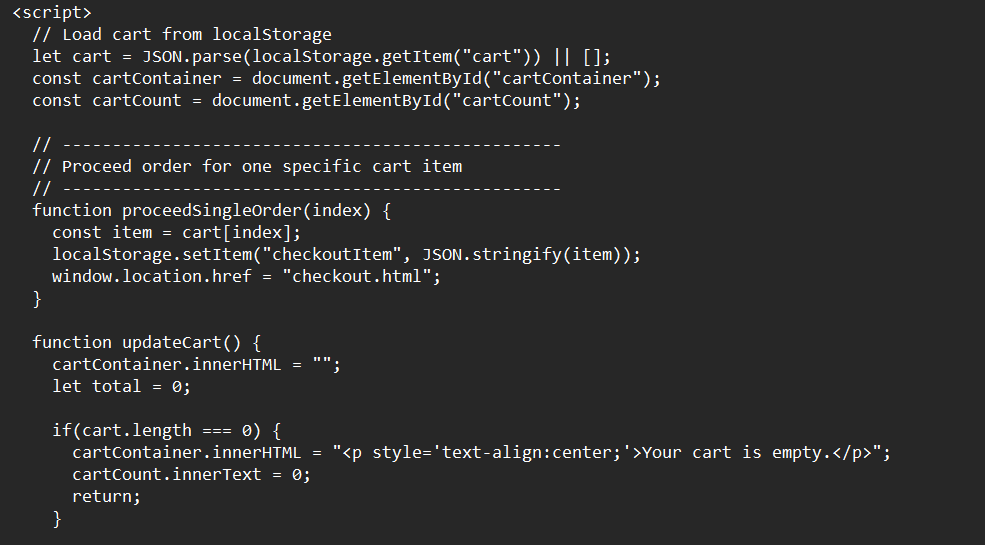 <script>
  // Load cart from localStorage
  let cart = JSON.parse(localStorage.getItem("cart")) || [];
  const cartContainer = document.getElementById("cartContainer");
  const cartCount = document.getElementById("cartCount");

  // --------------------------------------------------
  // Proceed order for one specific cart item
  // --------------------------------------------------
  function proceedSingleOrder(index) {
    const item = cart[index];
    localStorage.setItem("checkoutItem", JSON.stringify(item));
    window.location.href = "checkout.html";
  }

  function updateCart() {
    cartContainer.innerHTML = "";
    let total = 0;

    if(cart.length === 0) {
      cartContainer.innerHTML = "<p style='text-align:center;'>Your cart is empty.</p>";
      cartCount.innerText = 0;
      return;
    }